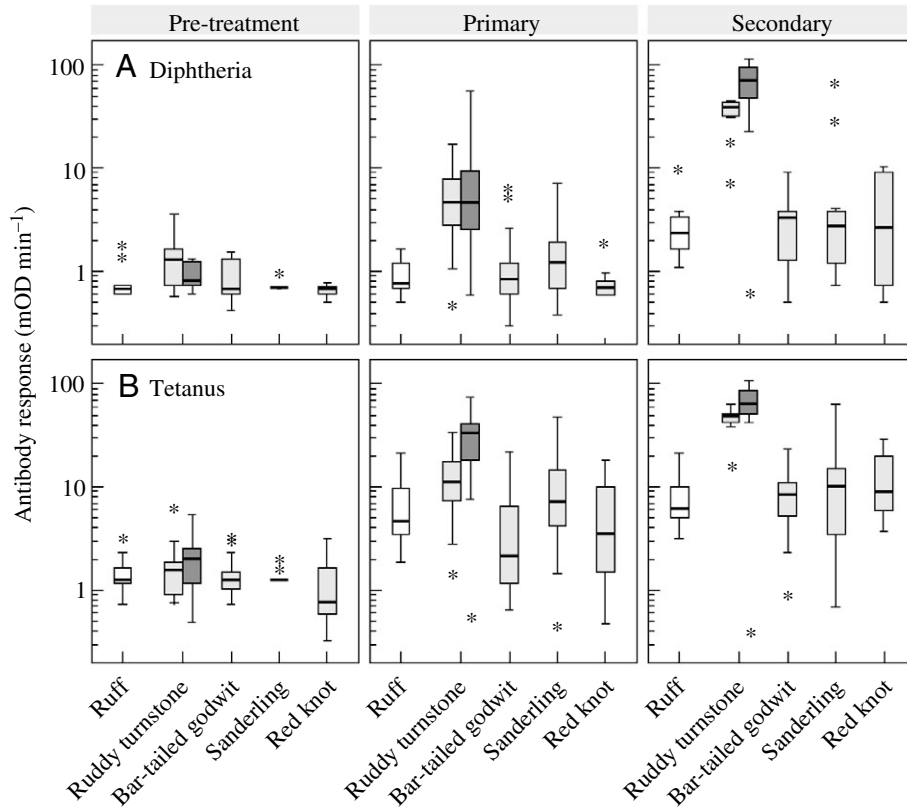 Pre-treatment Primary Secondary
A Diphtheria
100
10
1
B Tetanus
100
10
1
Antibody response (mOD min⁻¹)
Ruff Ruddy turnstone Bar-tailed godwit Sanderling Red knot Ruff Ruddy turnstone Bar-tailed godwit Sanderling Red knot Ruff Ruddy turnstone Bar-tailed godwit Sanderling Red knot